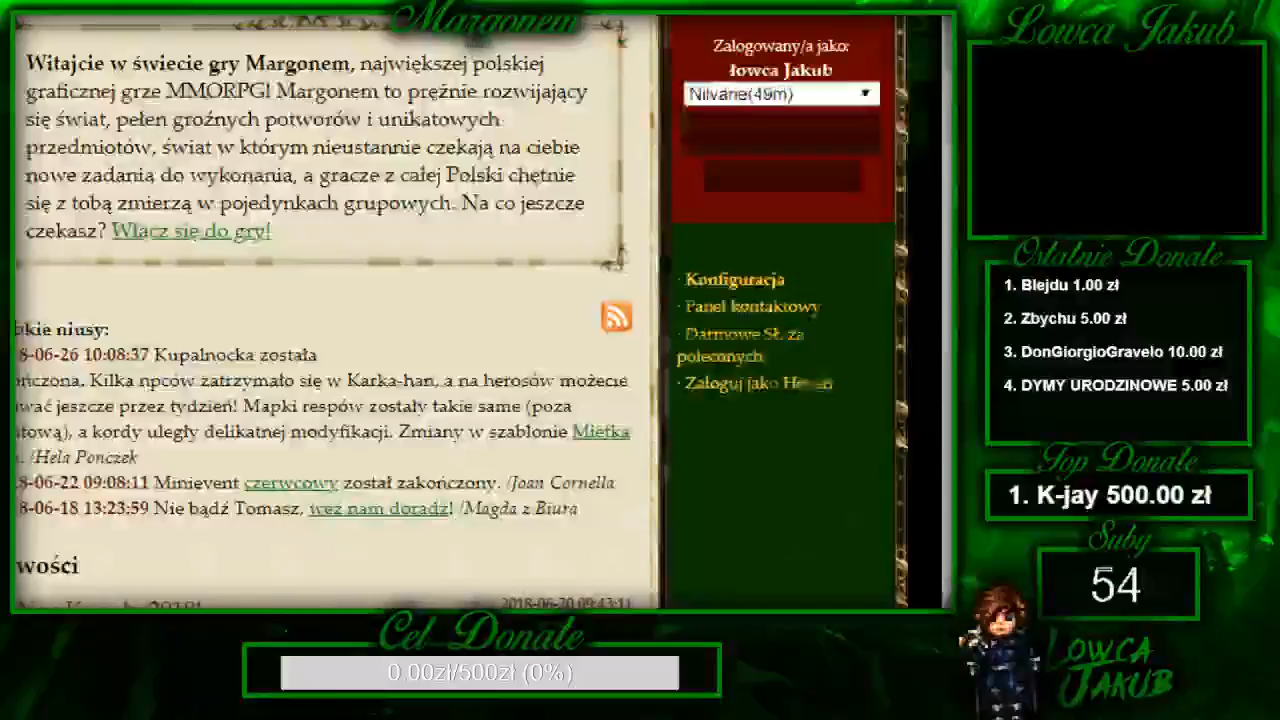 Margonem
Witajcie w świecie gry Margonem, największej polskiej
graficznej grze MMORPG! Margonem to prężnie rozwijający
się świat, pełen groźnych potworów i unikatowych
przedmiotów, świat w którym nieustannie czekają na ciebie
nowe zadania do wykonania, a gracze z całej Polski chętnie
się z tobą zmierzą w pojedynkach grupowych. Na co jeszcze
czekasz? Włącz się do gry!
niusy:
8-06-26 10:08:37 Kupalnocka została
ończona. Kilka npców zatrzymało się w Karka-han, a na herosów możecie
wać jeszcze przez tydzień! Mapki respów zostały takie same (poza
tową), a kordy uległy delikatnej modyfikacji. Zmiany w szablonie Mietka
. /Hela Ponczek
8-06-22 09:08:11 Minievent czerwcowy został zakończony. /Joan Cornella
8-06-18 13:23:59 Nie bądź Tomasz, weź nam doradź! /Magda z Biura
wości
2018-06-20 09:43:11
Zalogowany/a jako:
łowca Jakub
Nilvane(49m)
· Konfiguracja
· Panel kontaktowy
· Darmowe SŁ za
poleconych
· Zaloguj jako
Lowca Jakub
Ostatnie Donate
1. Blejdu 1.00 zł
2. Zbychu 5.00 zł
3. DonGiorgioGravelo 10.00 zł
4. DYMY URODZINOWE 5.00 zł
Top Donate
1. K-jay 500.00 zł
Suby
54
Cel Donate
0.00zł/500zł (0%)
Lowca
Jakub